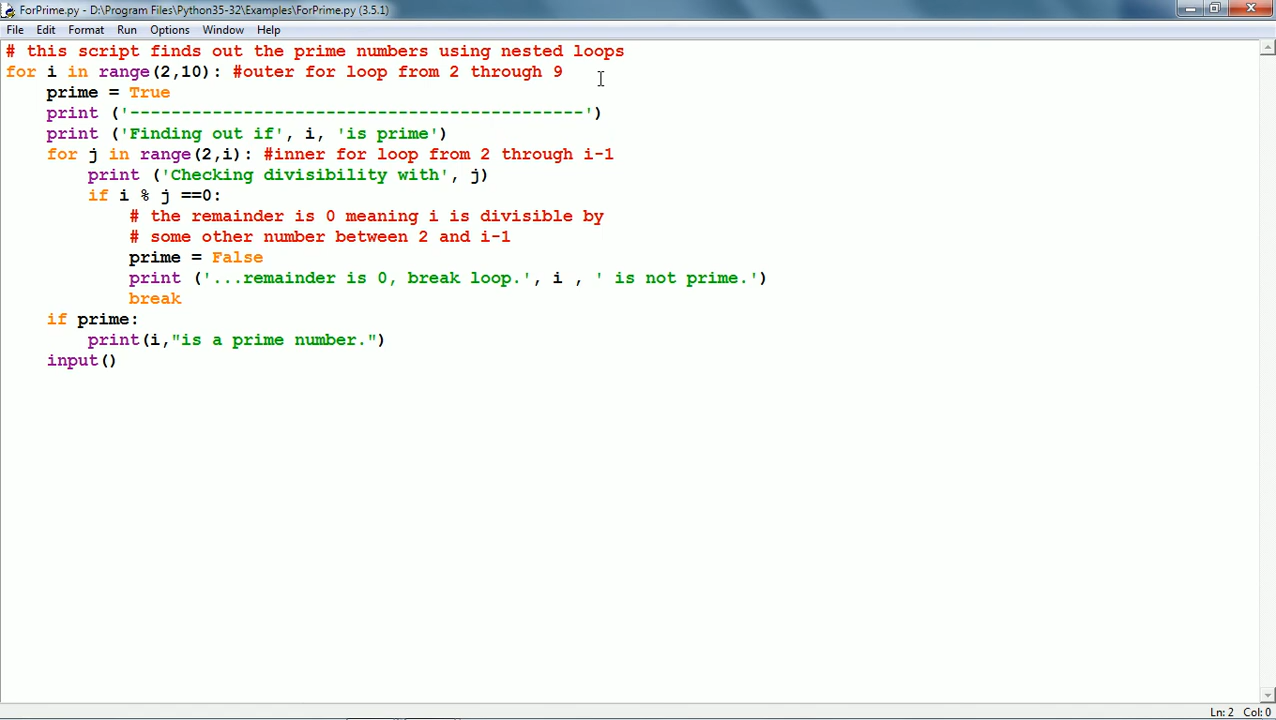 ForPrime.py - D:\Program Files\Python35-32\Examples\ForPrime.py (3.5.1)
File Edit Format Run Options Window Help
# this script finds out the prime numbers using nested loops
for i in range(2,10): #outer for loop from 2 through 9
    prime = True
    print ('--------------------------------------------')
    print ('Finding out if', i, 'is prime')
    for j in range(2,i): #inner for loop from 2 through i-1
        print ('Checking divisibility with', j)
        if i % j ==0:
            # the remainder is 0 meaning i is divisible by
            # some other number between 2 and i-1
            prime = False
            print ('...remainder is 0, break loop.', i , ' is not prime.')
            break
    if prime:
        print(i,"is a prime number.")
    input()
Ln: 2 Col: 0